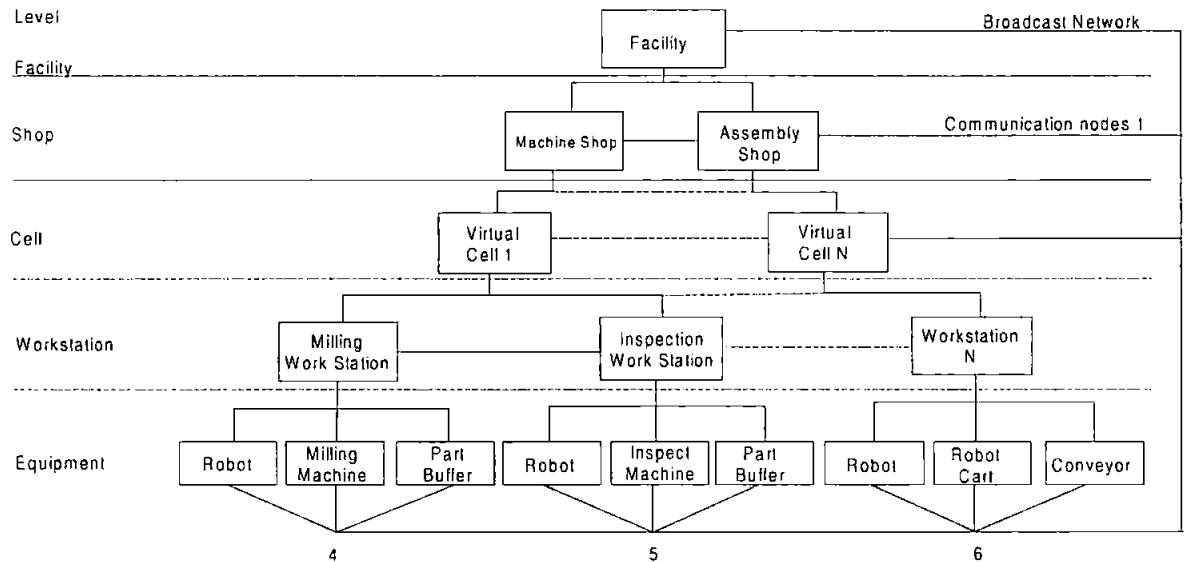 Level
Broadcast Network
Facility
Facility
Shop
Machine Shop
Assembly
Shop
Communication nodes 1
Cell
Virtual
Cell 1
Virtual
Cell N
Workstation
Milling
Work Station
Inspection
Work Station
Workstation
N
Equipment
Robot
Milling
Machine
Part
Buffer
Robot
Inspect
Machine
Part
Buffer
Robot
Robot
Cart
Conveyor
4
5
6